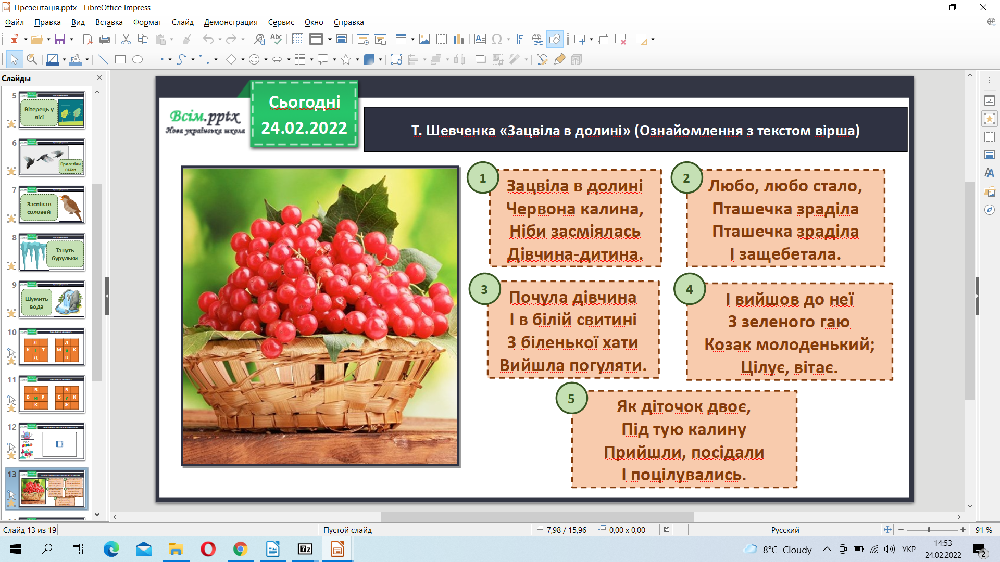 Презентація.pptx - LibreOffice Impress
Файл Правка Вид Вставка Формат Слайд Демонстрация Сервис Окно Справка
Слайды
5
Вітерець у
лісі
6
Прилетіли
птахи
7
Заспівав
соловей
8
Тануть
бурульки
9
Шумить
вода
10
Л
К І Т
Д
Л
М А К
К
11
Б
В И Р
К
В
Б У К
Ж
12
13
Всім.pptx
Нова українська школа
Сьогодні
24.02.2022
Т. Шевченка «Зацвіла в долині» (Ознайомлення з текстом вірша)
1
Зацвіла в долині
Червона калина,
Ніби засміялась
Дівчина-дитина.
2
Любо, любо стало,
Пташечка зраділа
Пташечка зраділа
І защебетала.
3
Почула дівчина
І в білій свитині
З біленької хати
Вийшла погуляти.
4
І вийшов до неї
З зеленого гаю
Козак молоденький;
Цілує, вітає.
5
Як діточок двоє,
Під тую калину
Прийшли, посідали
І поцілувались.
Слайд 13 из 19
Пустой слайд
7,98 / 15,96
0,00 x 0,00
Русский
91 %
8°C Cloudy
УКР
14:53
24.02.2022
2